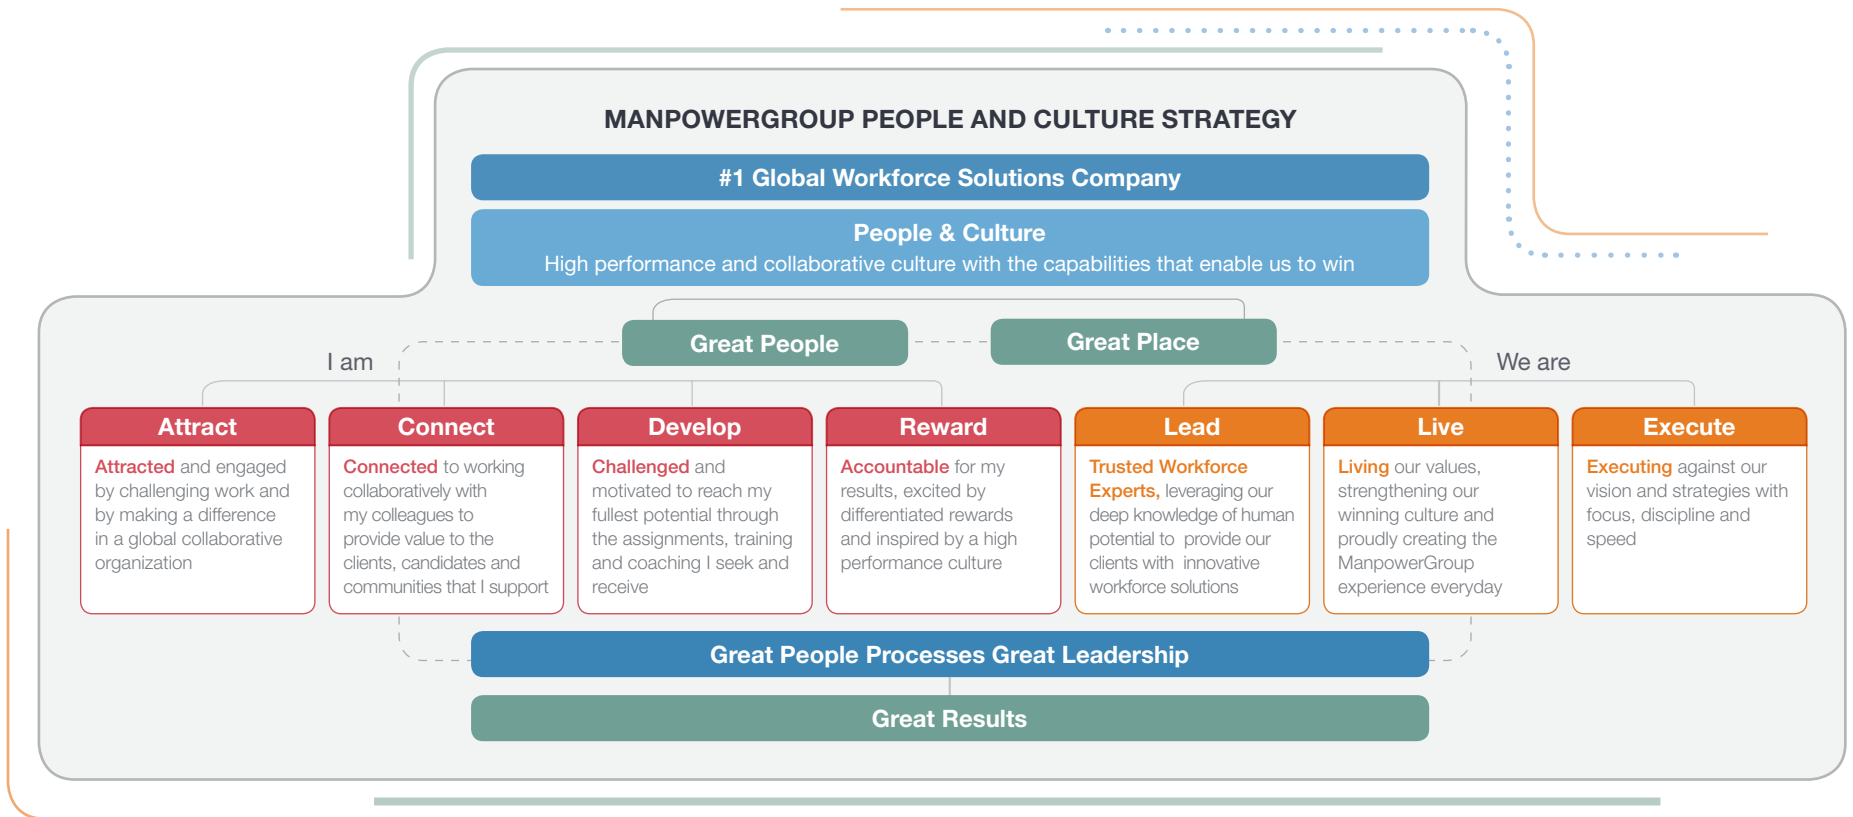 MANPOWERGROUP PEOPLE AND CULTURE STRATEGY
#1 Global Workforce Solutions Company
People & Culture
High performance and collaborative culture with the capabilities that enable us to win
Great People
Great Place
I am
We are
Attract
Attracted and engaged
by challenging work and
by making a difference
in a global collaborative
organization
Connect
Connected to working
collaboratively with
my colleagues to
provide value to the
clients, candidates and
communities that I support
Develop
Challenged and
motivated to reach my
fullest potential through
the assignments, training
and coaching I seek and
receive
Reward
Accountable for my
results, excited by
differentiated rewards
and inspired by a high
performance culture
Lead
Trusted Workforce
Experts, leveraging our
deep knowledge of human
potential to provide our
clients with innovative
workforce solutions
Live
Living our values,
strengthening our
winning culture and
proudly creating the
ManpowerGroup
experience everyday
Execute
Executing against our
vision and strategies with
focus, discipline and
speed
Great People Processes Great Leadership
Great Results